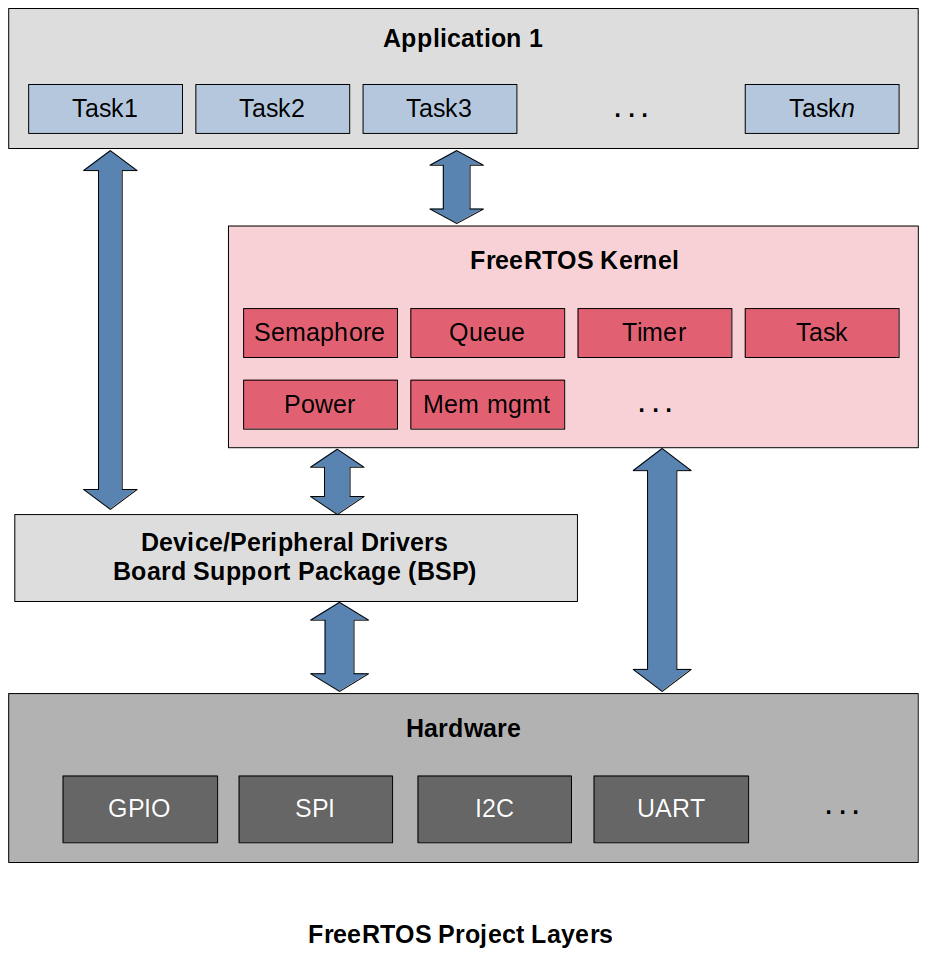 Application 1
Task1 Task2 Task3 ... Taskn
FreeRTOS Kernel
Semaphore Queue Timer Task
Power Mem mgmt ...
Device/Peripheral Drivers
Board Support Package (BSP)
Hardware
GPIO SPI I2C UART ...
FreeRTOS Project Layers